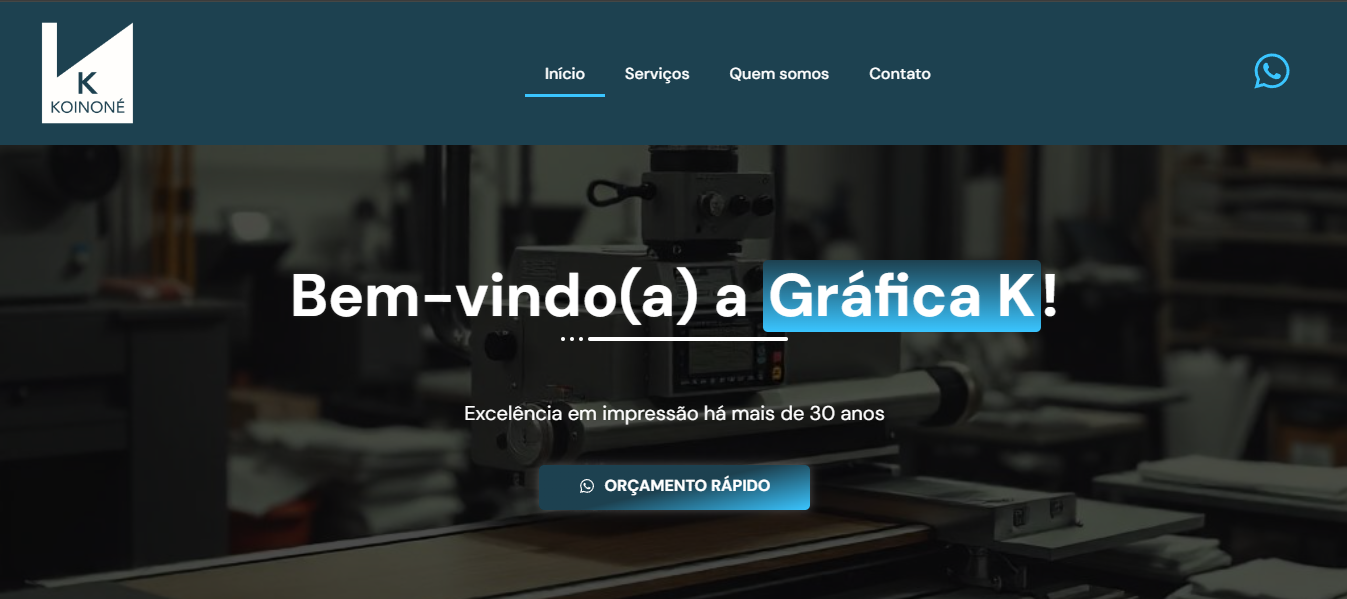 K
KOINONÉ
Início Serviços Quem somos Contato
Bem-vindo(a) a Gráfica K!
Excelência em impressão há mais de 30 anos
ORÇAMENTO RÁPIDO